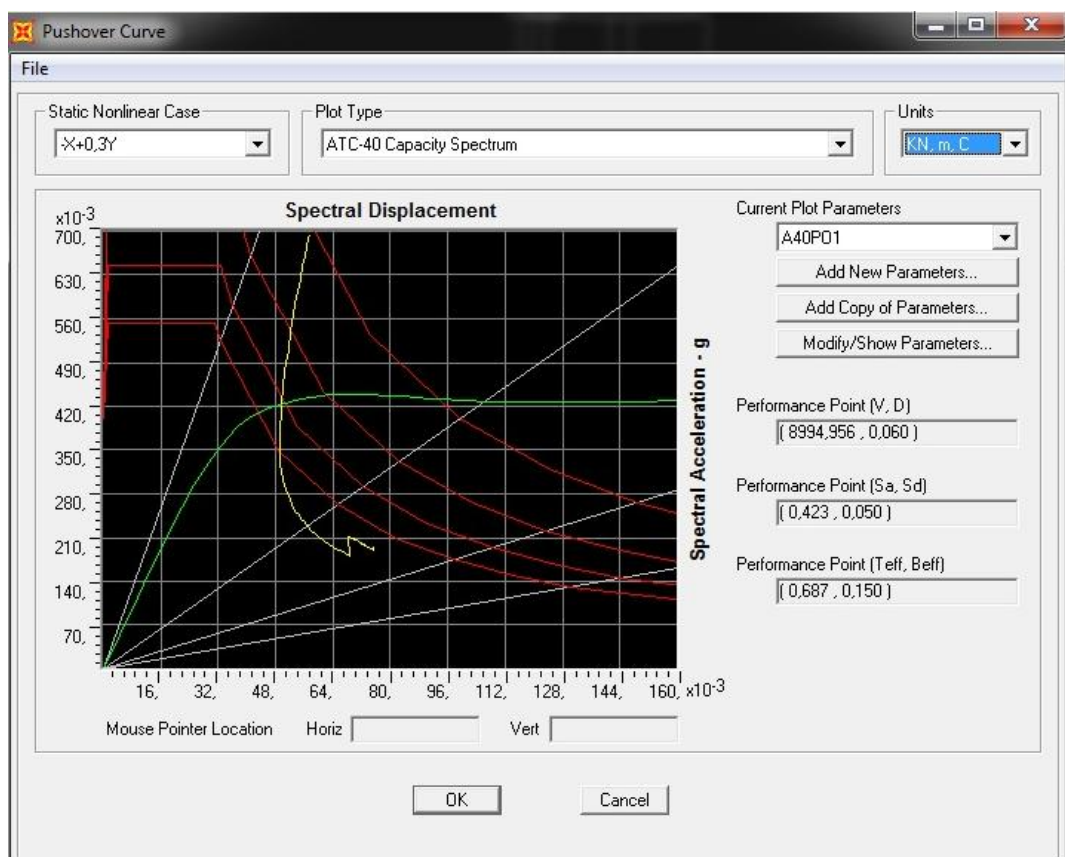 Pushover Curve
File
Static Nonlinear Case
-X+0,3Y
Plot Type
ATC-40 Capacity Spectrum
Units
KN, m, C
x10-3
Spectral Displacement
700,
630,
560,
490,
420,
350,
280,
210,
140,
70,
16, 32, 48, 64, 80, 96, 112, 128, 144, 160, x10-3
Spectral Acceleration - g
Mouse Pointer Location Horiz Vert
Current Plot Parameters
A40PO1
Add New Parameters...
Add Copy of Parameters...
Modify/Show Parameters...
Performance Point (V, D)
( 8994,956 , 0,060 )
Performance Point (Sa, Sd)
( 0,423 , 0,050 )
Performance Point (Teff, Beff)
( 0,687 , 0,150 )
OK Cancel